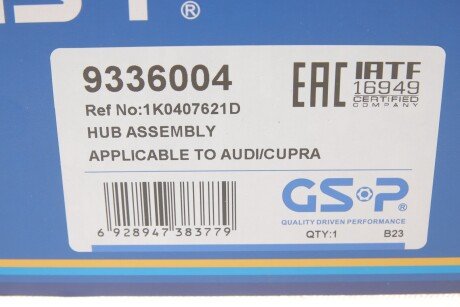 9336004
Ref No:1K0407621D
HUB ASSEMBLY
APPLICABLE TO AUDI/CUPRA
EAC
IATF
16949
CERTIFIED
COMPANY
6 928947 383779
GSP
QUALITY DRIVEN PERFORMANCE
QTY:1 B23